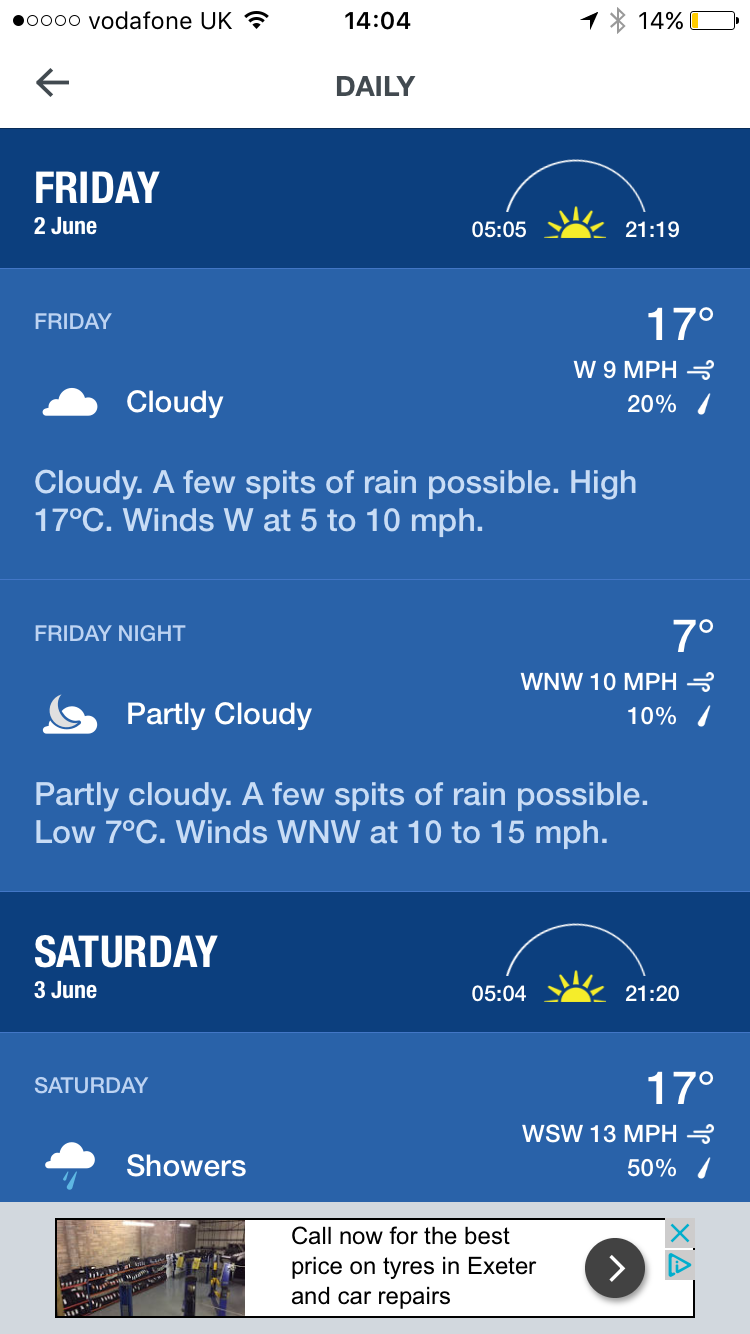 vodafone UK 14:04 14%
DAILY
FRIDAY
2 June
05:05 21:19
FRIDAY
17°
W 9 MPH
Cloudy
20%
Cloudy. A few spits of rain possible. High
17ºC. Winds W at 5 to 10 mph.
FRIDAY NIGHT
7°
WNW 10 MPH
Partly Cloudy
10%
Partly cloudy. A few spits of rain possible.
Low 7ºC. Winds WNW at 10 to 15 mph.
SATURDAY
3 June
05:04 21:20
SATURDAY
17°
WSW 13 MPH
Showers
50%
Call now for the best
price on tyres in Exeter
and car repairs